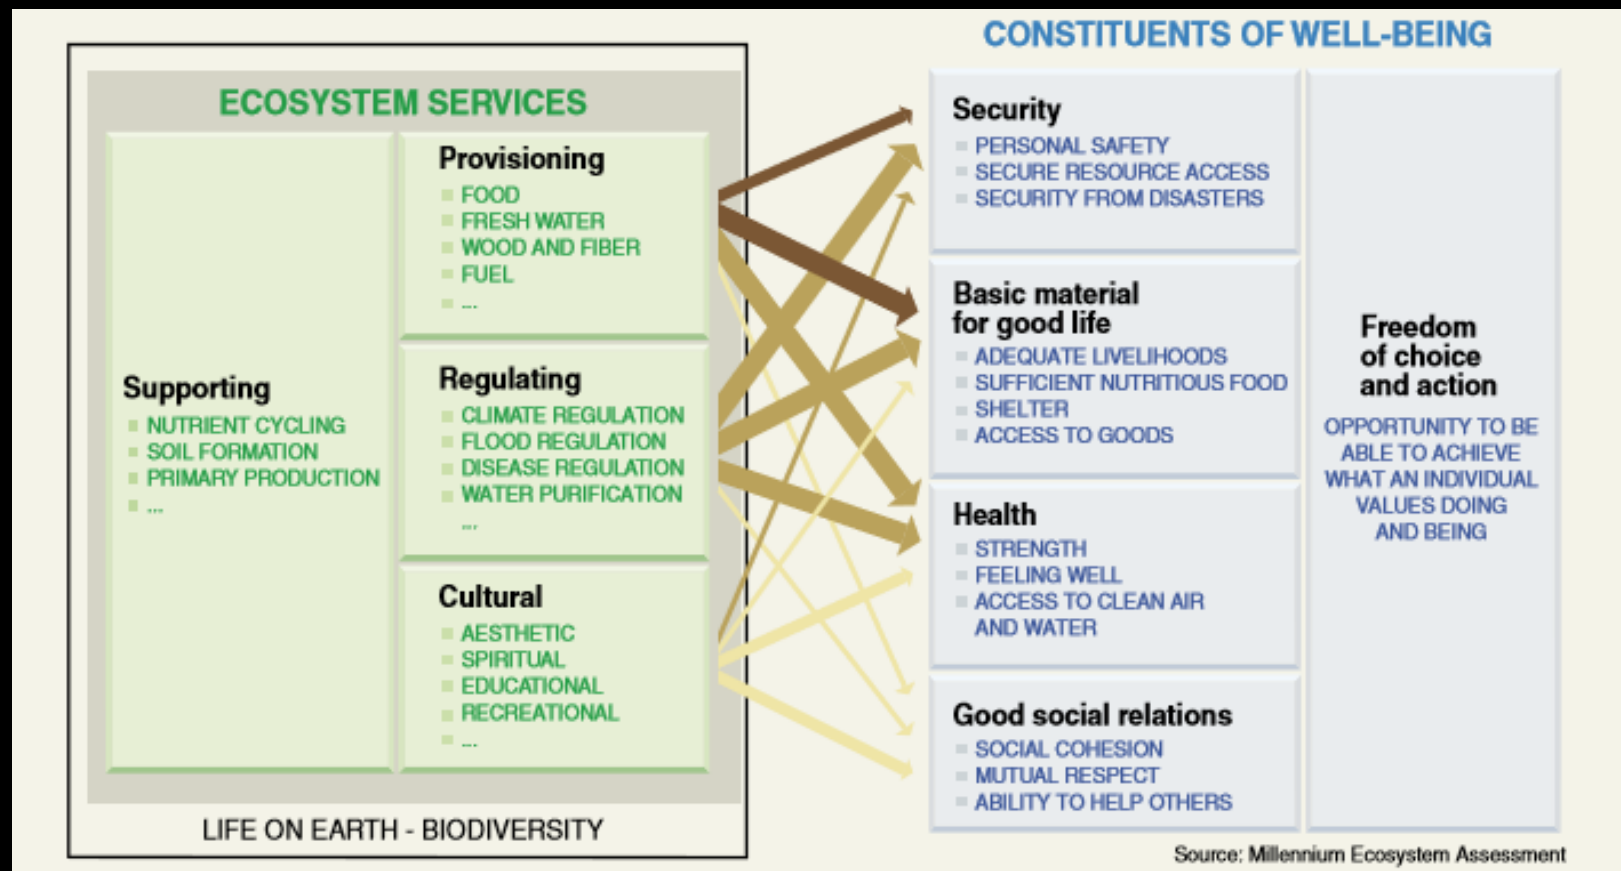 CONSTITUENTS OF WELL-BEING
ECOSYSTEM SERVICES
Supporting
NUTRIENT CYCLING
SOIL FORMATION
PRIMARY PRODUCTION
...
Provisioning
FOOD
FRESH WATER
WOOD AND FIBER
FUEL
...
Regulating
CLIMATE REGULATION
FLOOD REGULATION
DISEASE REGULATION
WATER PURIFICATION
...
Cultural
AESTHETIC
SPIRITUAL
EDUCATIONAL
RECREATIONAL
...
LIFE ON EARTH - BIODIVERSITY
Security
PERSONAL SAFETY
SECURE RESOURCE ACCESS
SECURITY FROM DISASTERS
Basic material
for good life
ADEQUATE LIVELIHOODS
SUFFICIENT NUTRITIOUS FOOD
SHELTER
ACCESS TO GOODS
Health
STRENGTH
FEELING WELL
ACCESS TO CLEAN AIR
AND WATER
Good social relations
SOCIAL COHESION
MUTUAL RESPECT
ABILITY TO HELP OTHERS
Freedom
of choice
and action
OPPORTUNITY TO BE
ABLE TO ACHIEVE
WHAT AN INDIVIDUAL
VALUES DOING
AND BEING
Source: Millennium Ecosystem Assessment